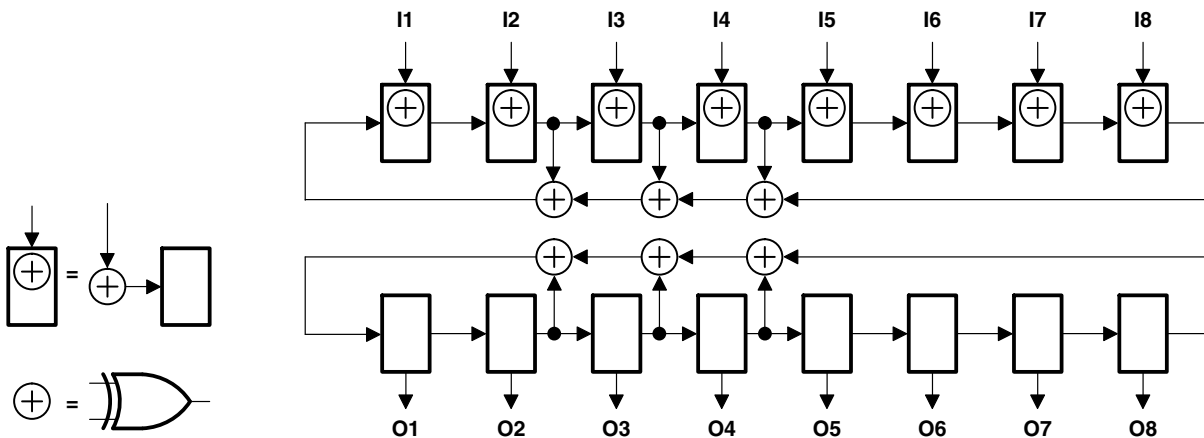 I1 I2 I3 I4 I5 I6 I7 I8
=
=
O1 O2 O3 O4 O5 O6 O7 O8